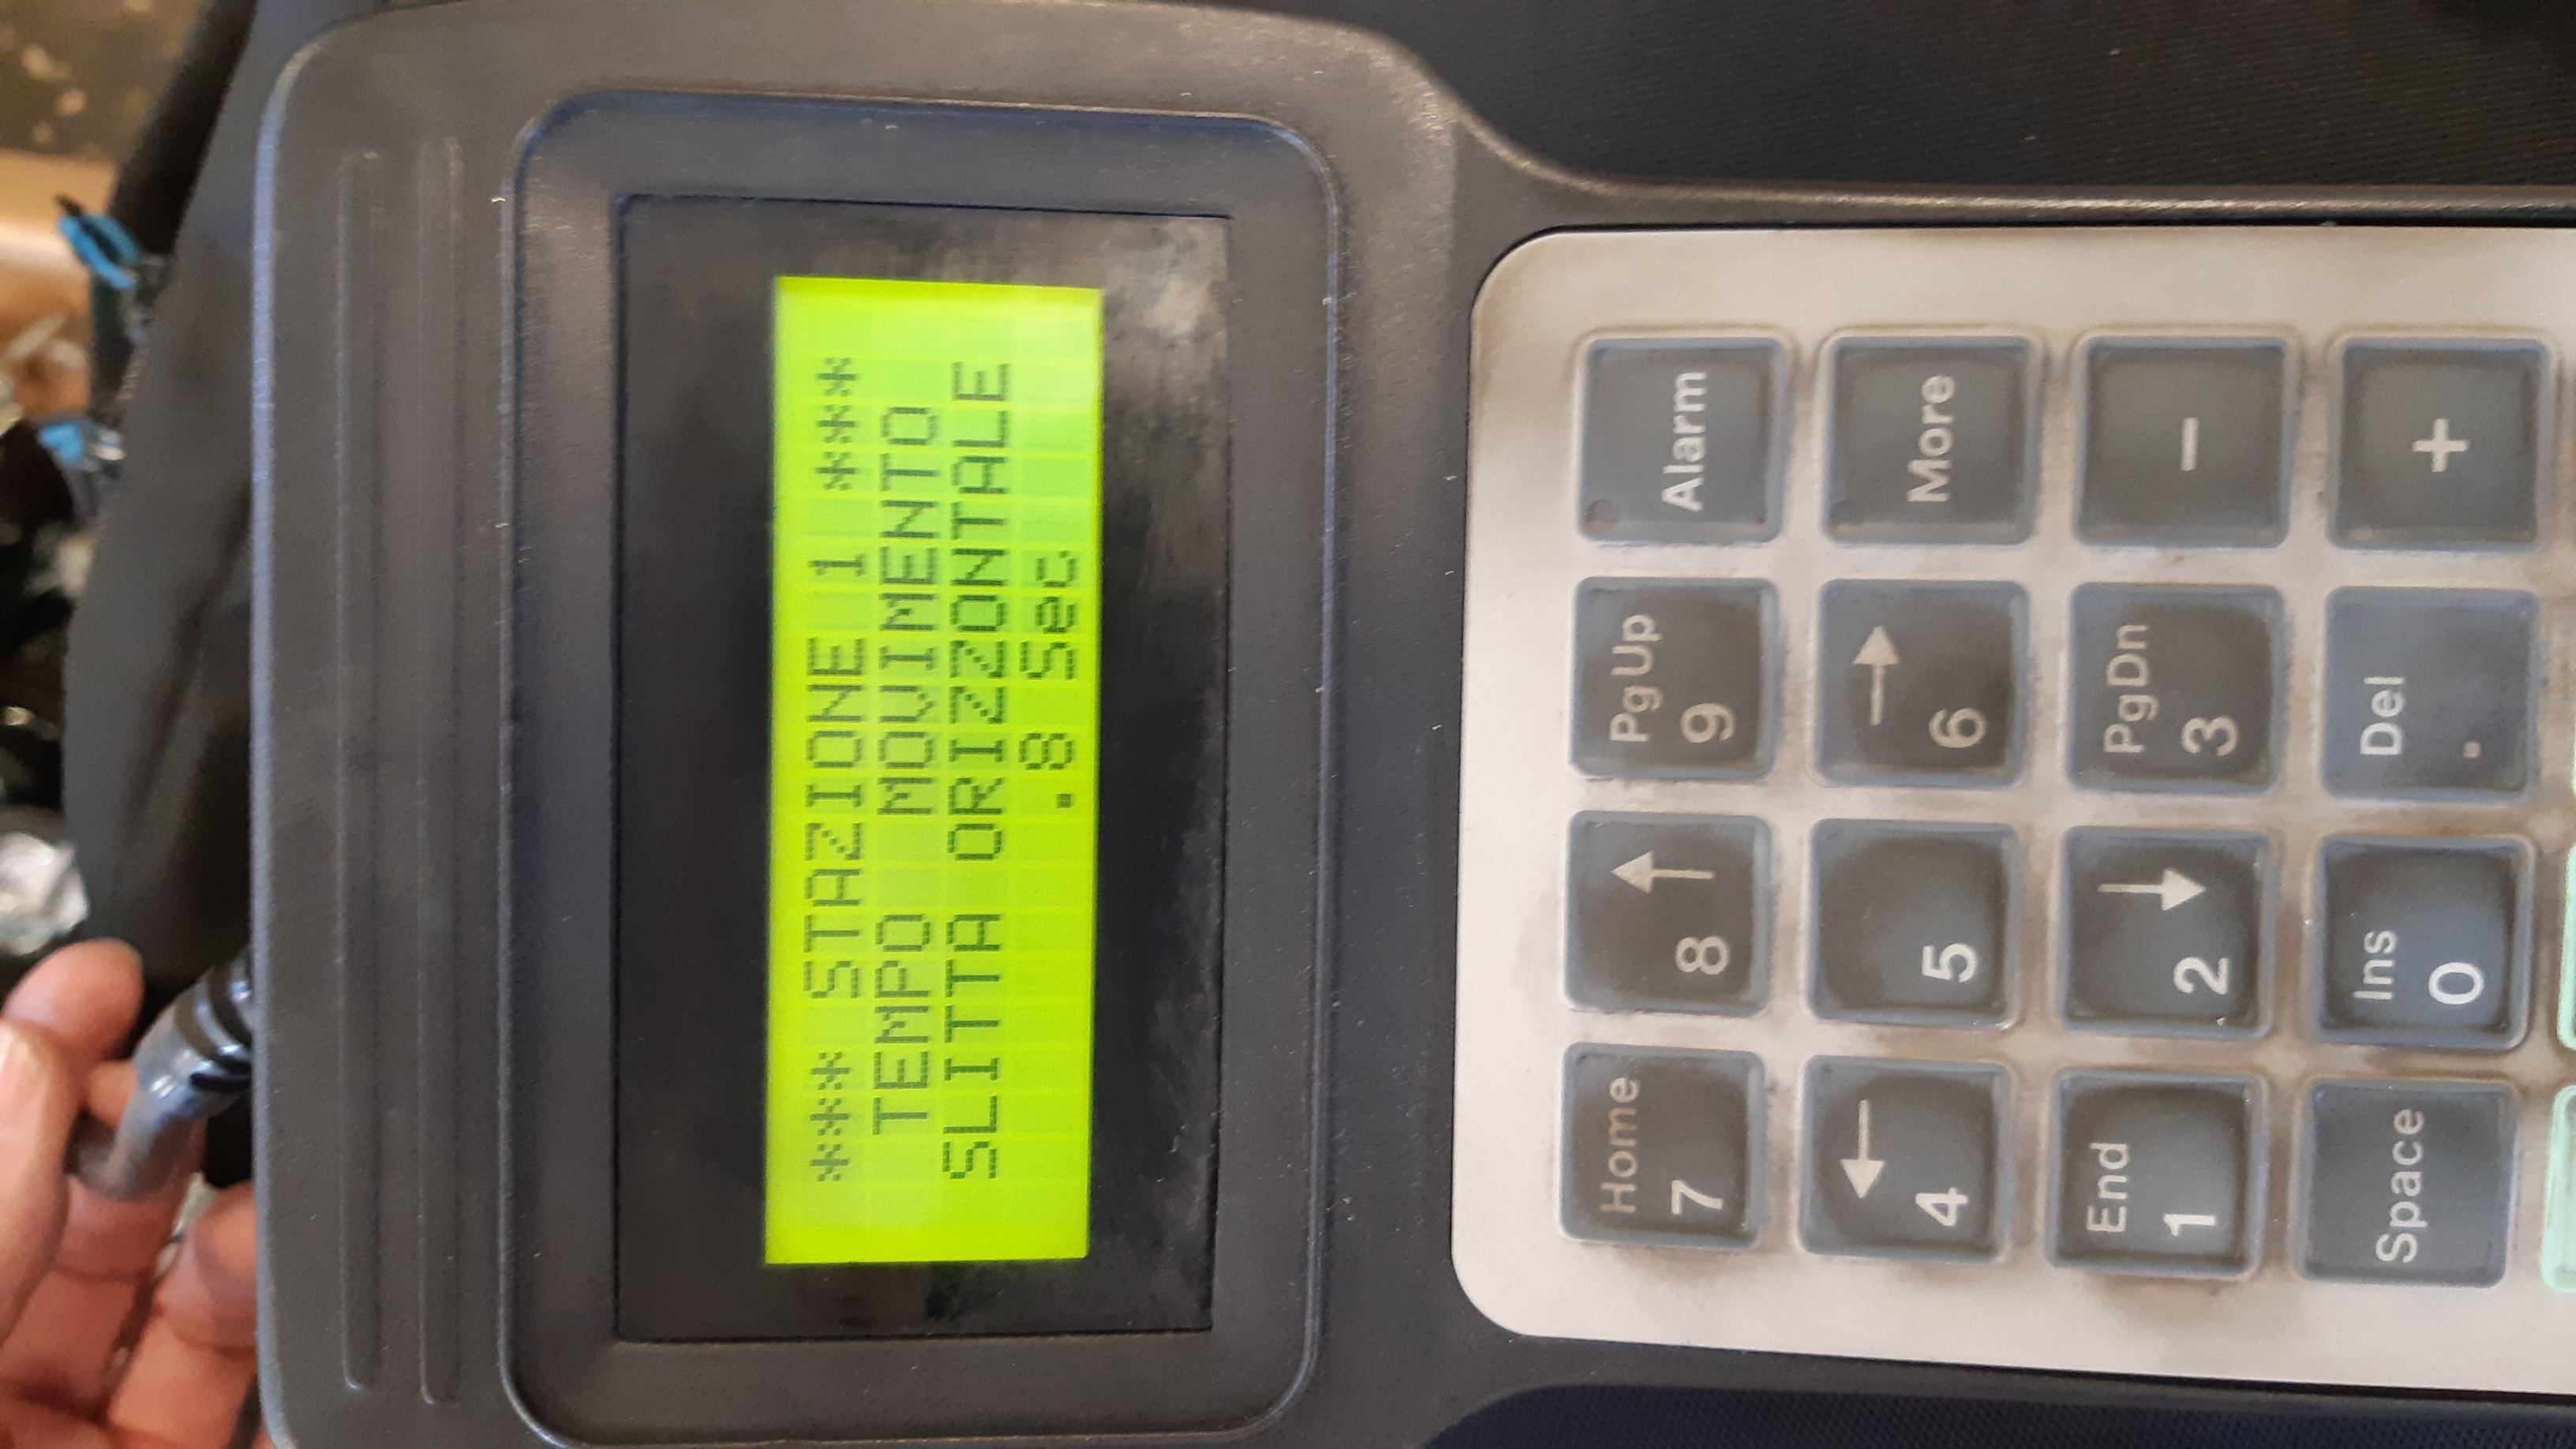 *** STAZIONE 1 ***
TEMPO  MOVIMENTO
SLITTA ORIZZONTALE
.8 Sec
Home
7
8 ↑
PgUp
9
Alarm
←
4
5
→
6
More
End
1
2 ↓
PgDn
3
-
Space
Ins
0
Del
.
+